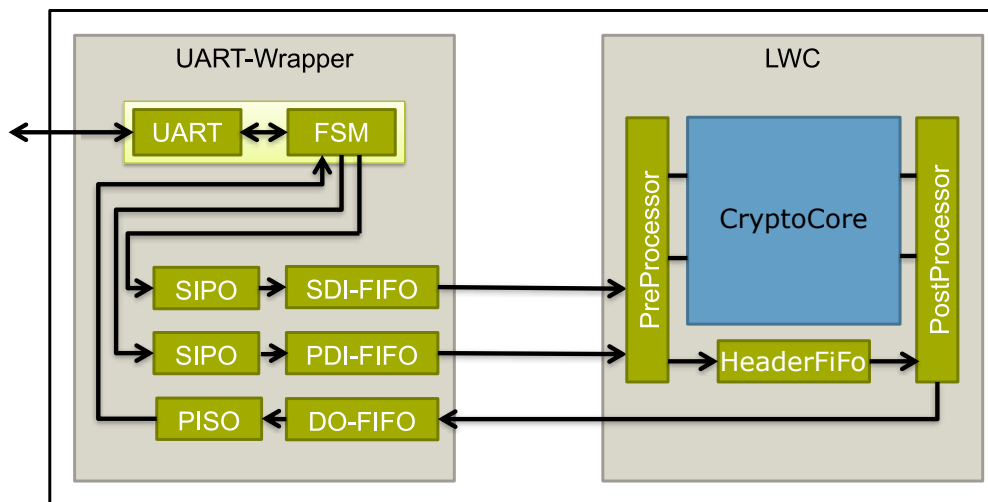 UART-Wrapper
LWC
UART
FSM
CryptoCore
PreProcessor
PostProcessor
SIPO
SDI-FIFO
SIPO
PDI-FIFO
HeaderFiFo
PISO
DO-FIFO